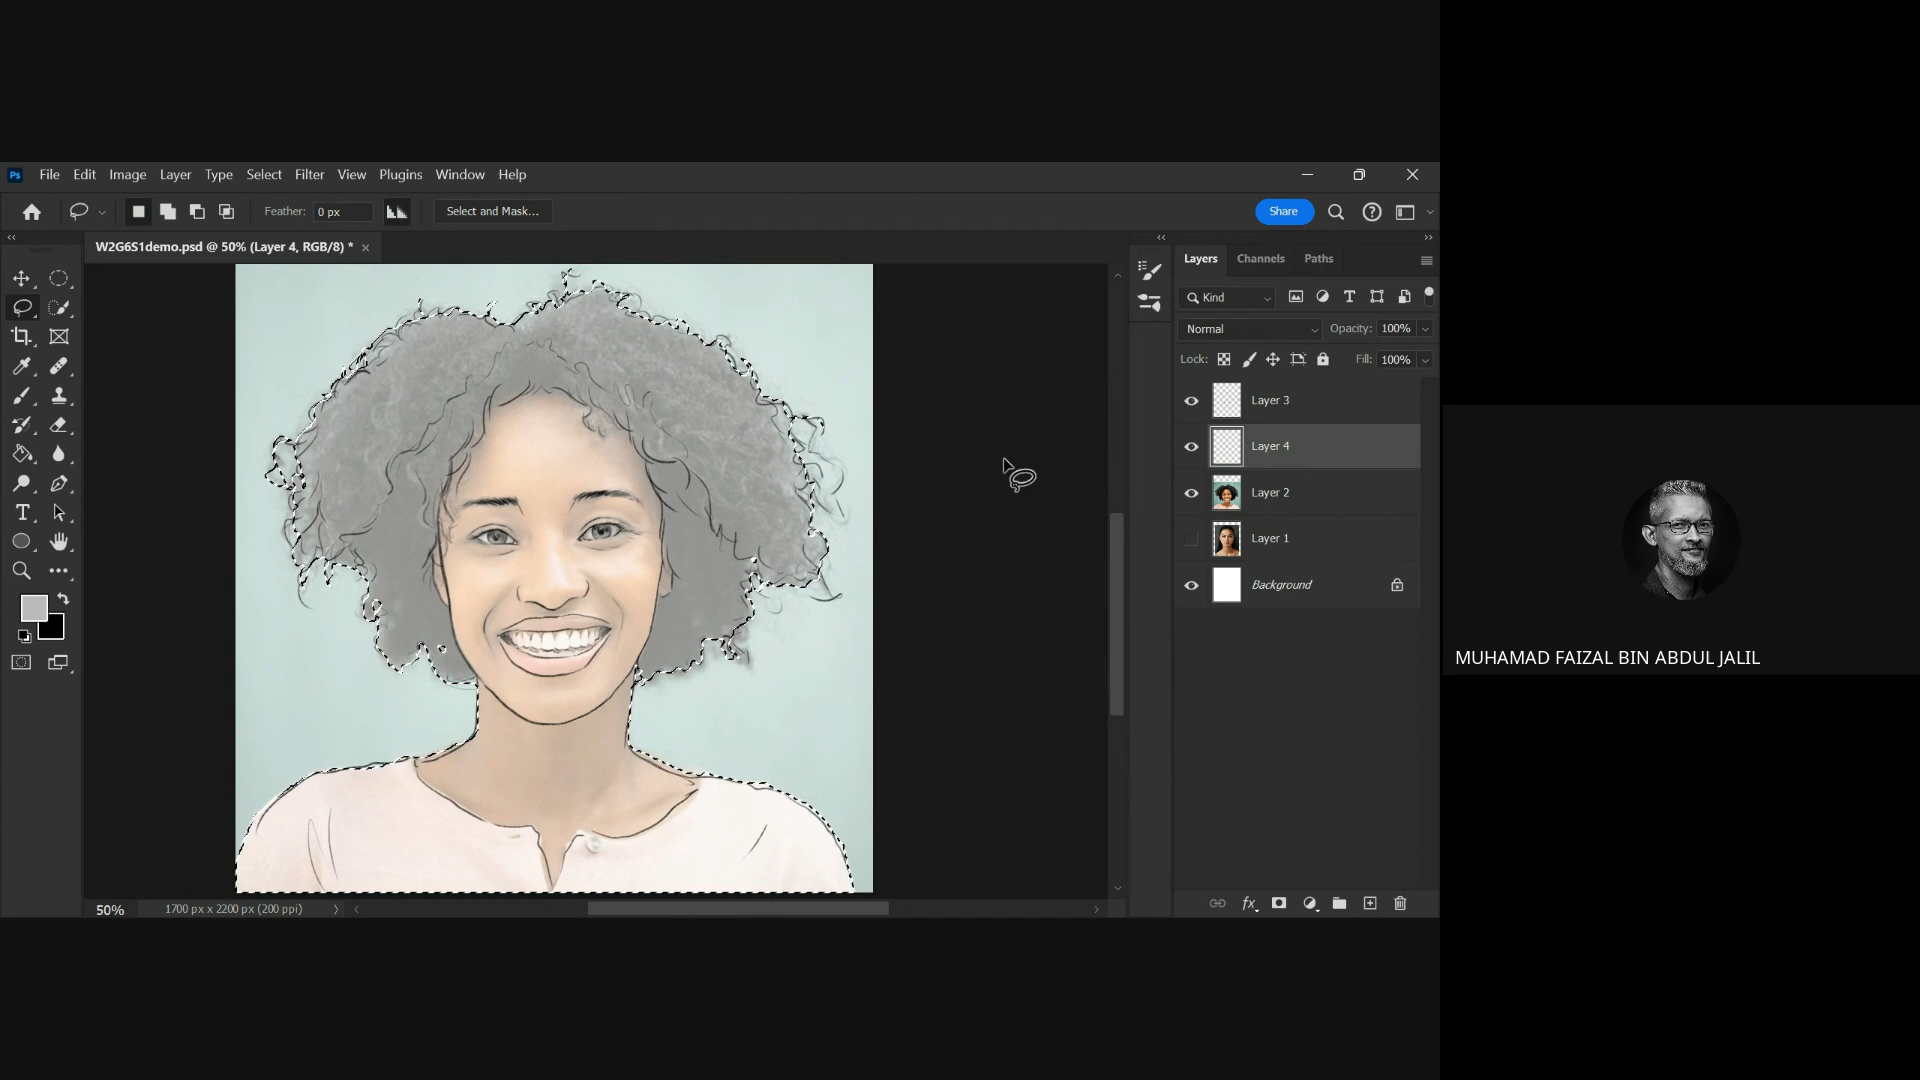 Ps File Edit Image Layer Type Select Filter View Plugins Window Help
Feather: 0 px Select and Mask... Share
W2G6S1demo.psd @ 50% (Layer 4, RGB/8) *
Layers Channels Paths
Kind
Normal Opacity: 100%
Lock: Fill: 100%
Layer 3
Layer 4
Layer 2
Layer 1
Background
MUHAMAD FAIZAL BIN ABDUL JALIL
50% 1700 px x 2200 px (200 ppi)
fx